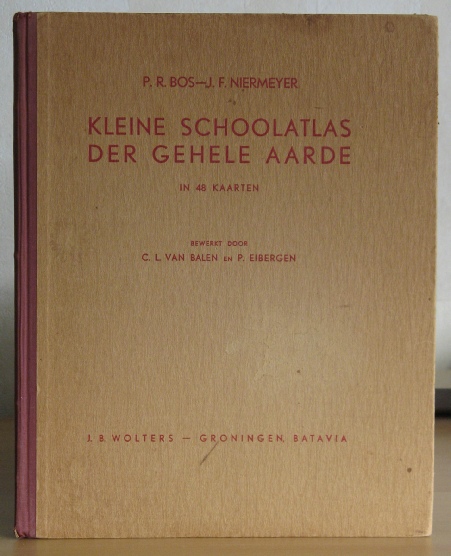 P. R. BOS—J. F. NIERMEYER
KLEINE SCHOOLATLAS
DER GEHELE AARDE
IN 48 KAARTEN
BEWERKT DOOR
C. L. VAN BALEN EN P. EIBERGEN
J. B. WOLTERS — GRONINGEN, BATAVIA